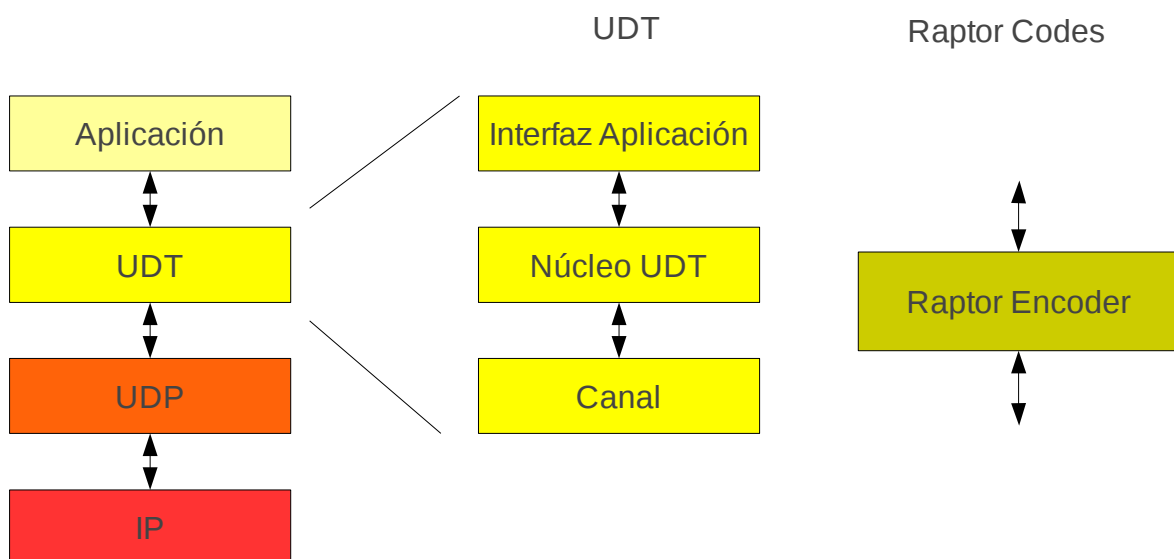 UDT
Raptor Codes
Aplicación
UDT
UDP
IP
Interfaz Aplicación
Núcleo UDT
Canal
Raptor Encoder